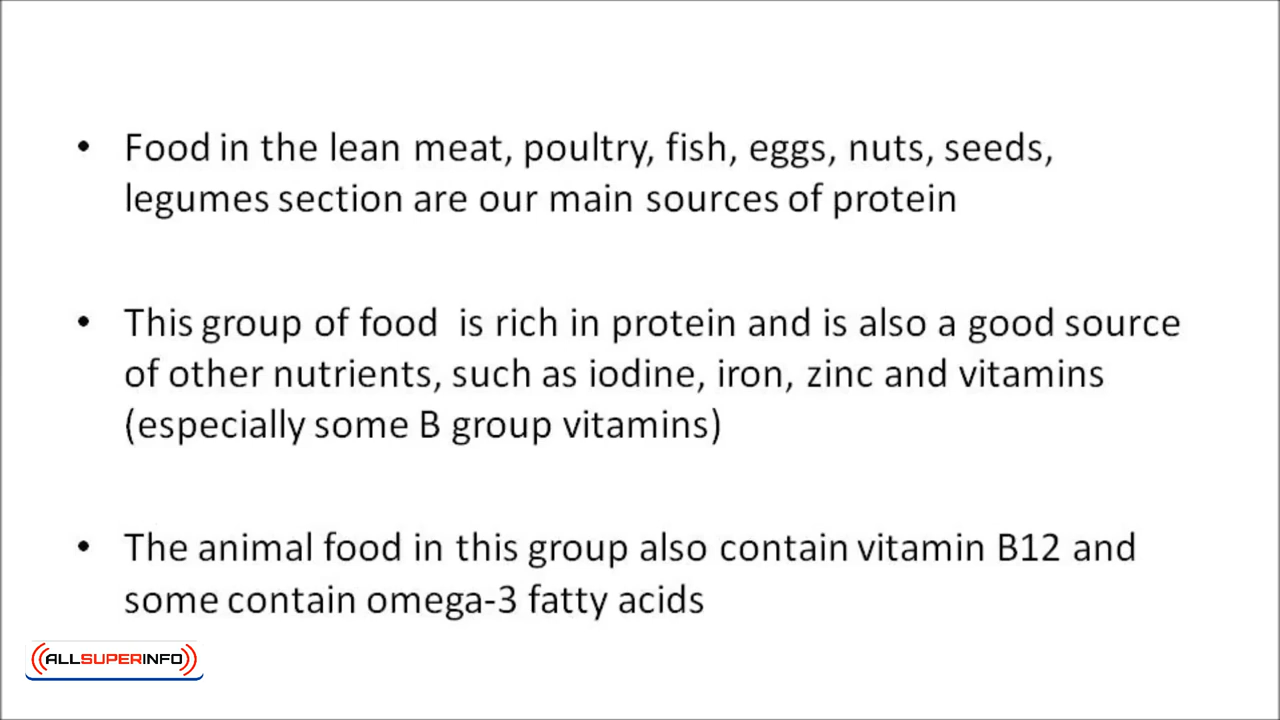 • Food in the lean meat, poultry, fish, eggs, nuts, seeds,
legumes section are our main sources of protein
• This group of food  is rich in protein and is also a good source
of other nutrients, such as iodine, iron, zinc and vitamins
(especially some B group vitamins)
• The animal food in this group also contain vitamin B12 and
some contain omega-3 fatty acids
ALLSUPERINFO